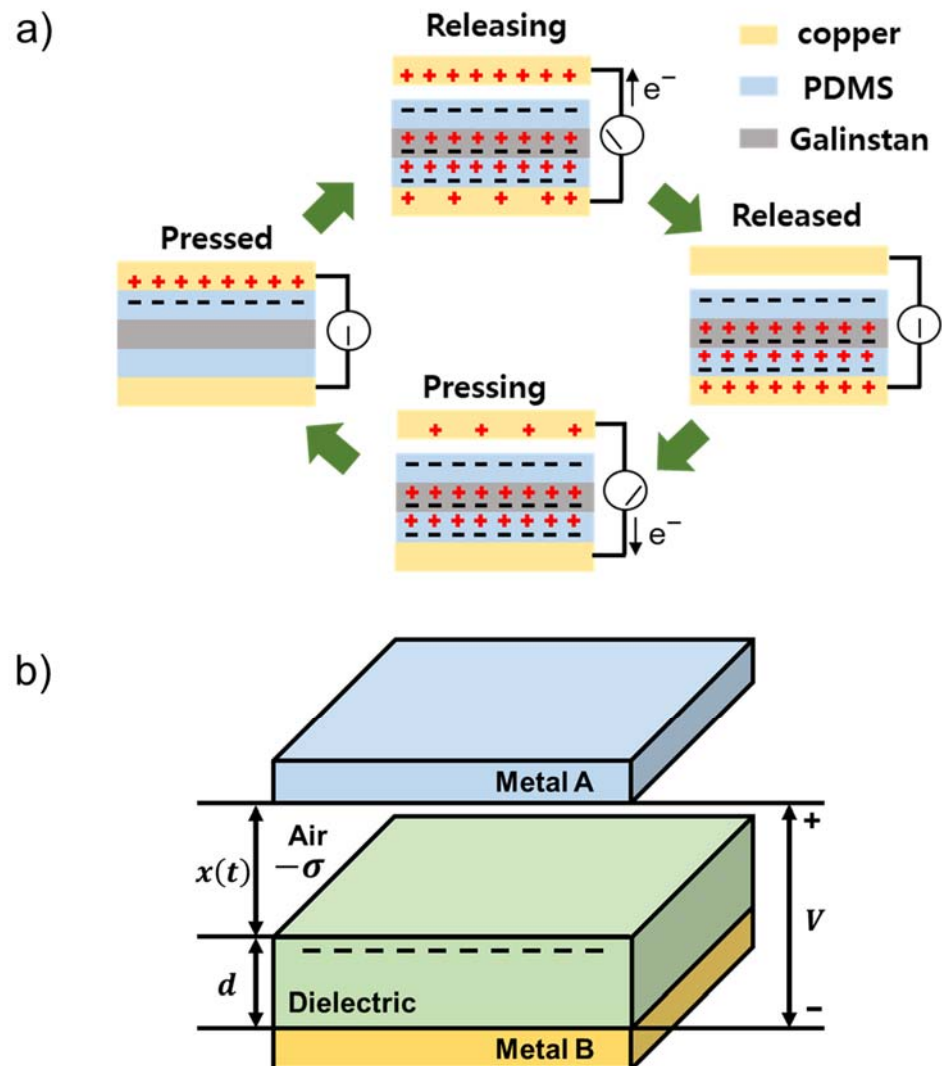 a)
Releasing
copper
PDMS
Galinstan
e⁻
Pressed
Released
Pressing
e⁻
b)
Metal A
Air
−σ
x(t)
+
V
d
Dielectric
−
Metal B